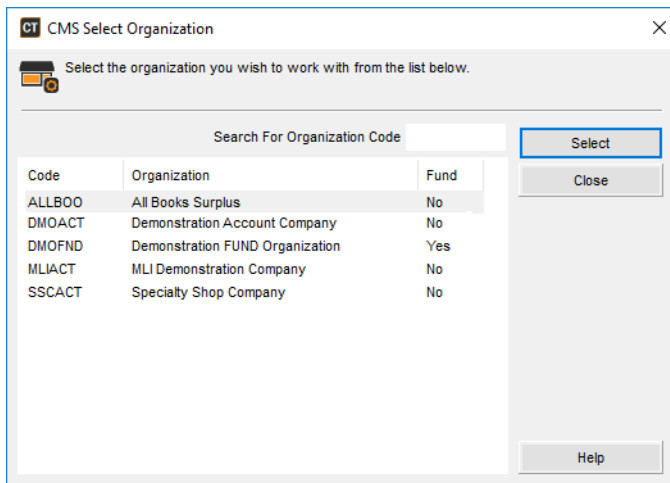 CT CMS Select Organization
Select the organization you wish to work with from the list below.
Search For Organization Code
Select
Code Organization Fund
Close
ALLBOO All Books Surplus No
DMOACT Demonstration Account Company No
DMOFND Demonstration FUND Organization Yes
MLIACT MLI Demonstration Company No
SSCACT Specialty Shop Company No
Help